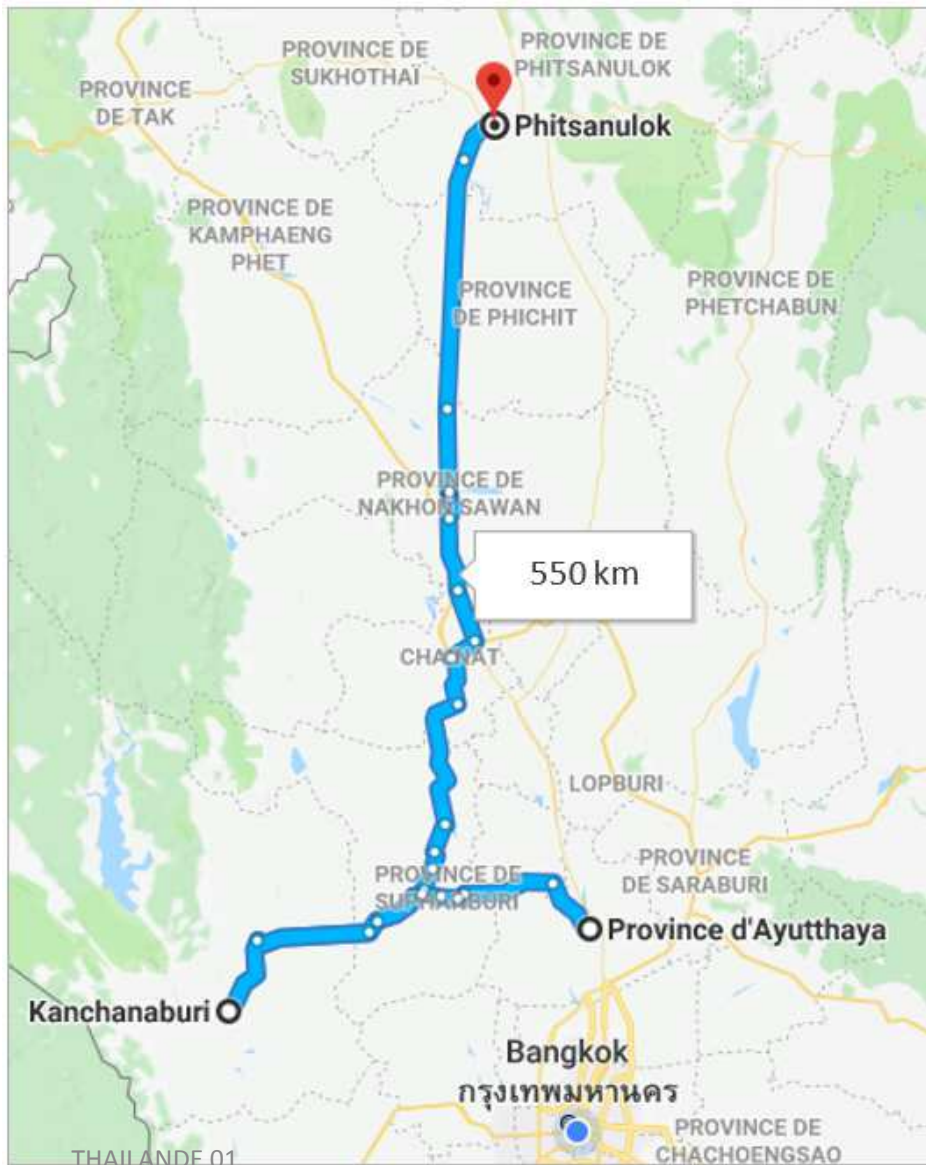 PROVINCE DE
SUKHOTHAÏ
PROVINCE DE
PHITSANULOK
PROVINCE
DE TAK
Phitsanulok
PROVINCE DE
KAMPHAENG
PHET
PROVINCE
DE PHICHIT
PROVINCE DE
PHETCHABUN
PROVINCE DE
NAKHON SAWAN
550 km
CHAINAT
LOPBURI
PROVINCE
DE SARABURI
PROVINCE DE
SUPHANBURI
Province d'Ayutthaya
Kanchanaburi
Bangkok
กรุงเทพมหานคร
PROVINCE DE
CHACHOENGSAO
THAILANDE 01